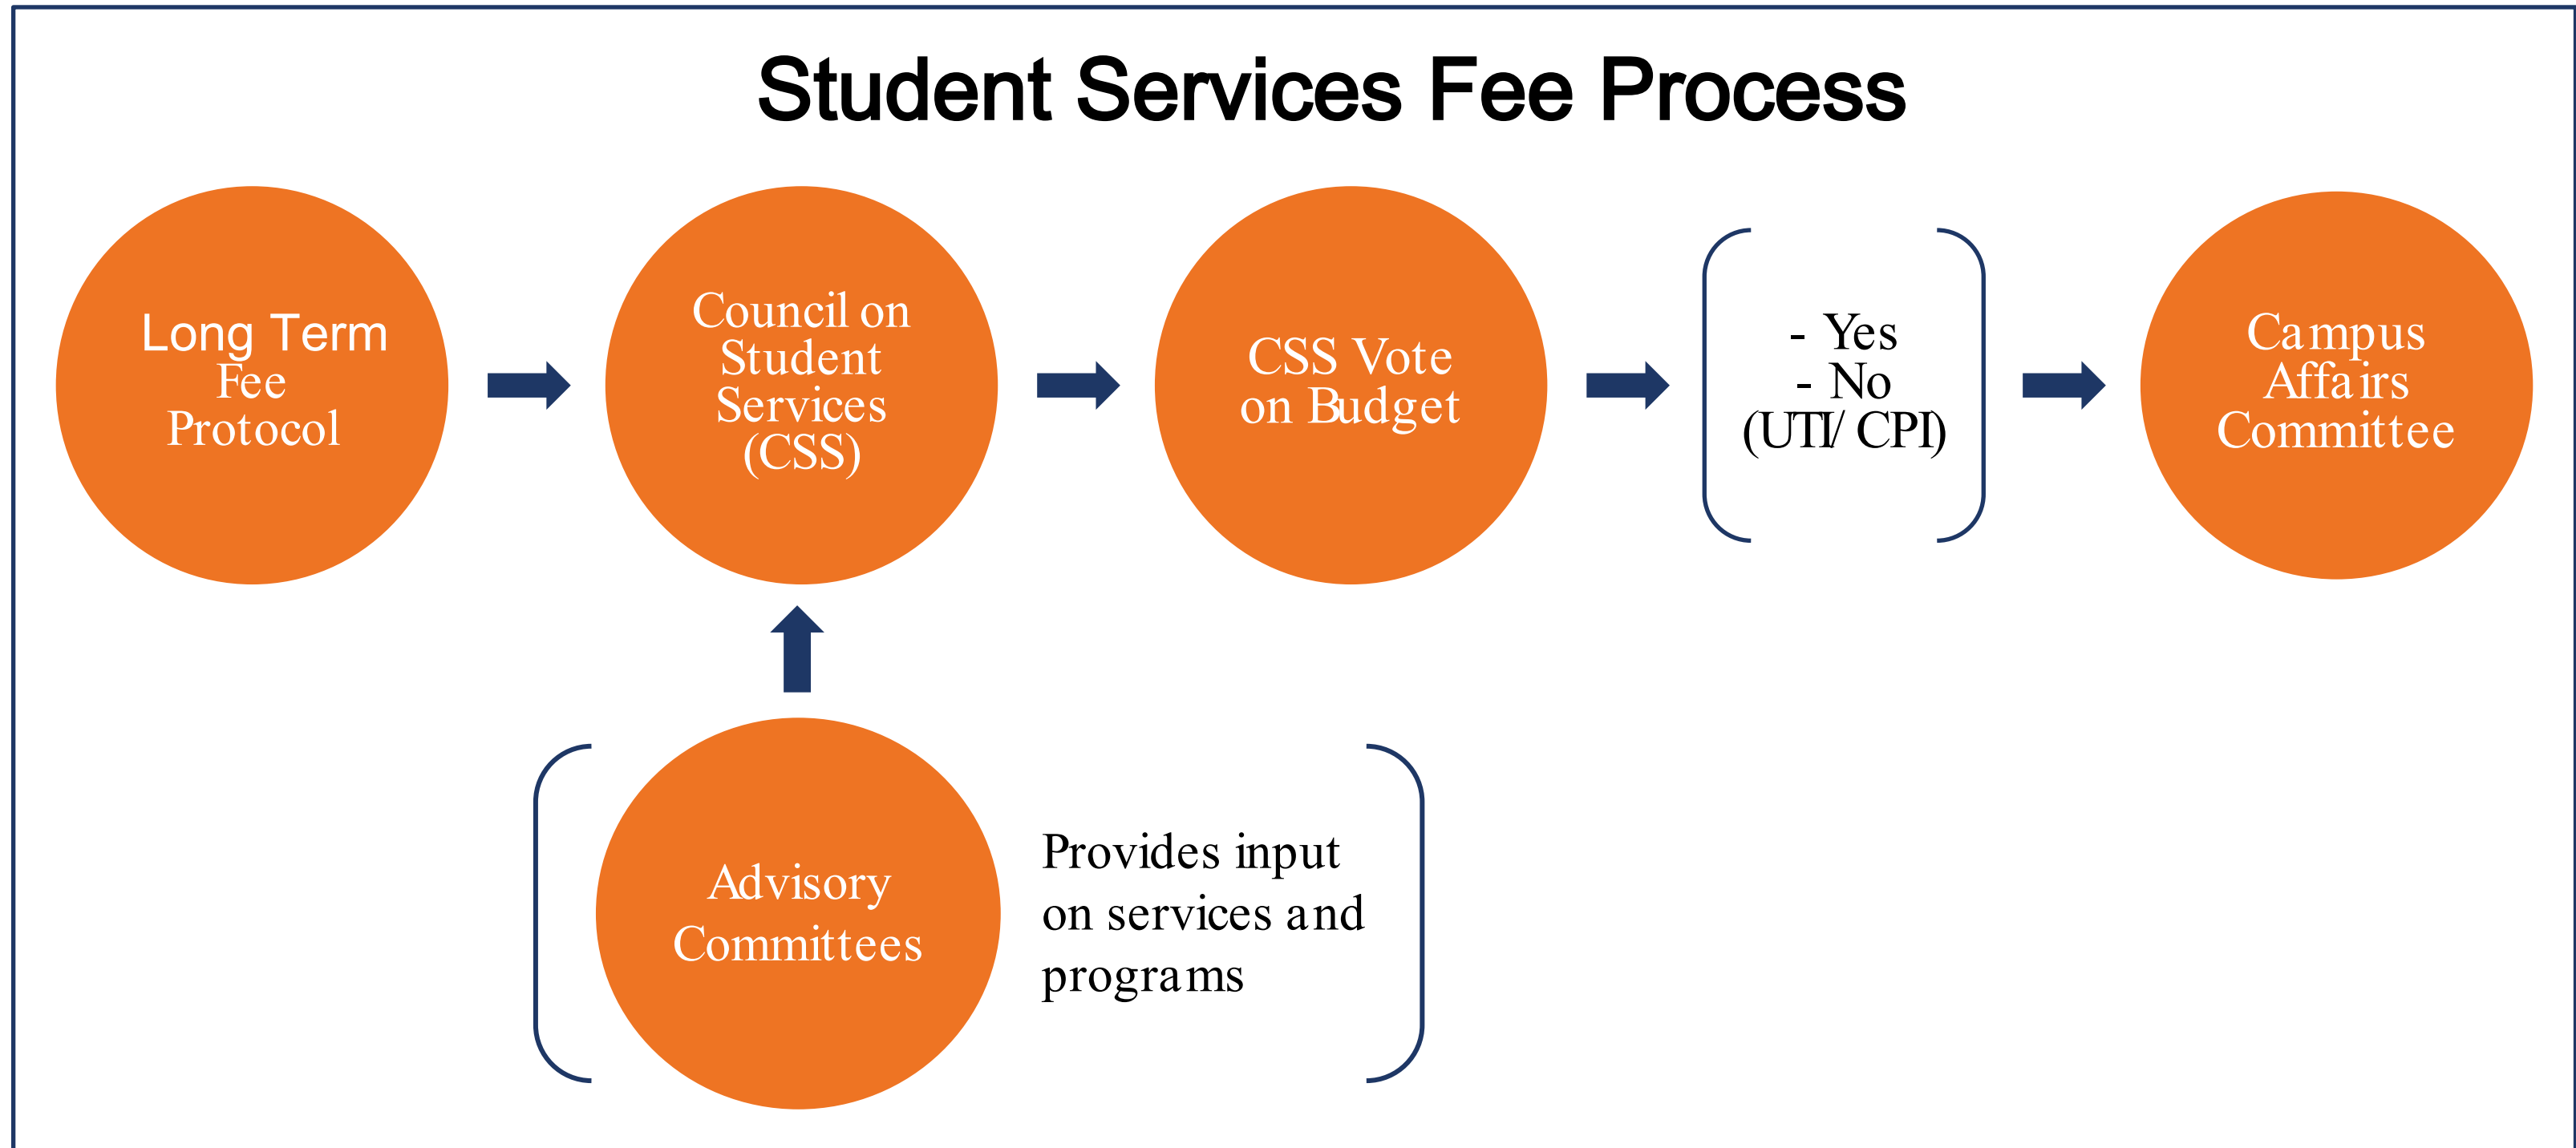 Student Services Fee Process
Long Term
Fee
Protocol
Council on
Student
Services
(CSS)
CSS Vote
on Budget
- Yes
- No
(UTI/ CPI)
Campus
Affairs
Committee
Advisory
Committees
Provides input
on services and
programs